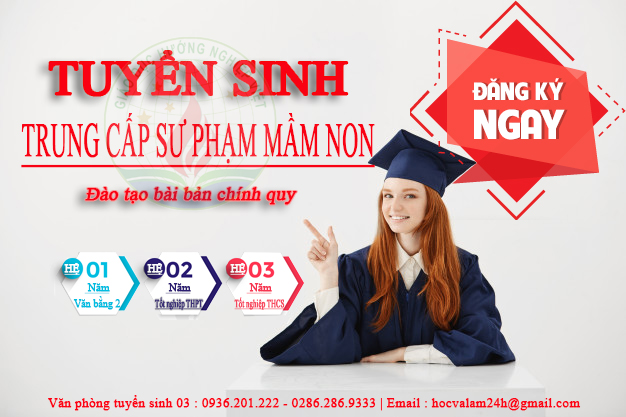 TUYỂN SINH
TRUNG CẤP SƯ PHẠM MẦM NON
Đào tạo bài bản chính quy
ĐĂNG KÝ
NGAY
HỆ 01
Năm
Văn bằng 2
HỆ 02
Năm
Tốt nghiệp THPT
HỆ 03
Năm
Tốt nghiệp THCS
Văn phòng tuyển sinh 03 : 0936.201.222 - 0286.286.9333 | Email : hocvalam24h@gmail.com